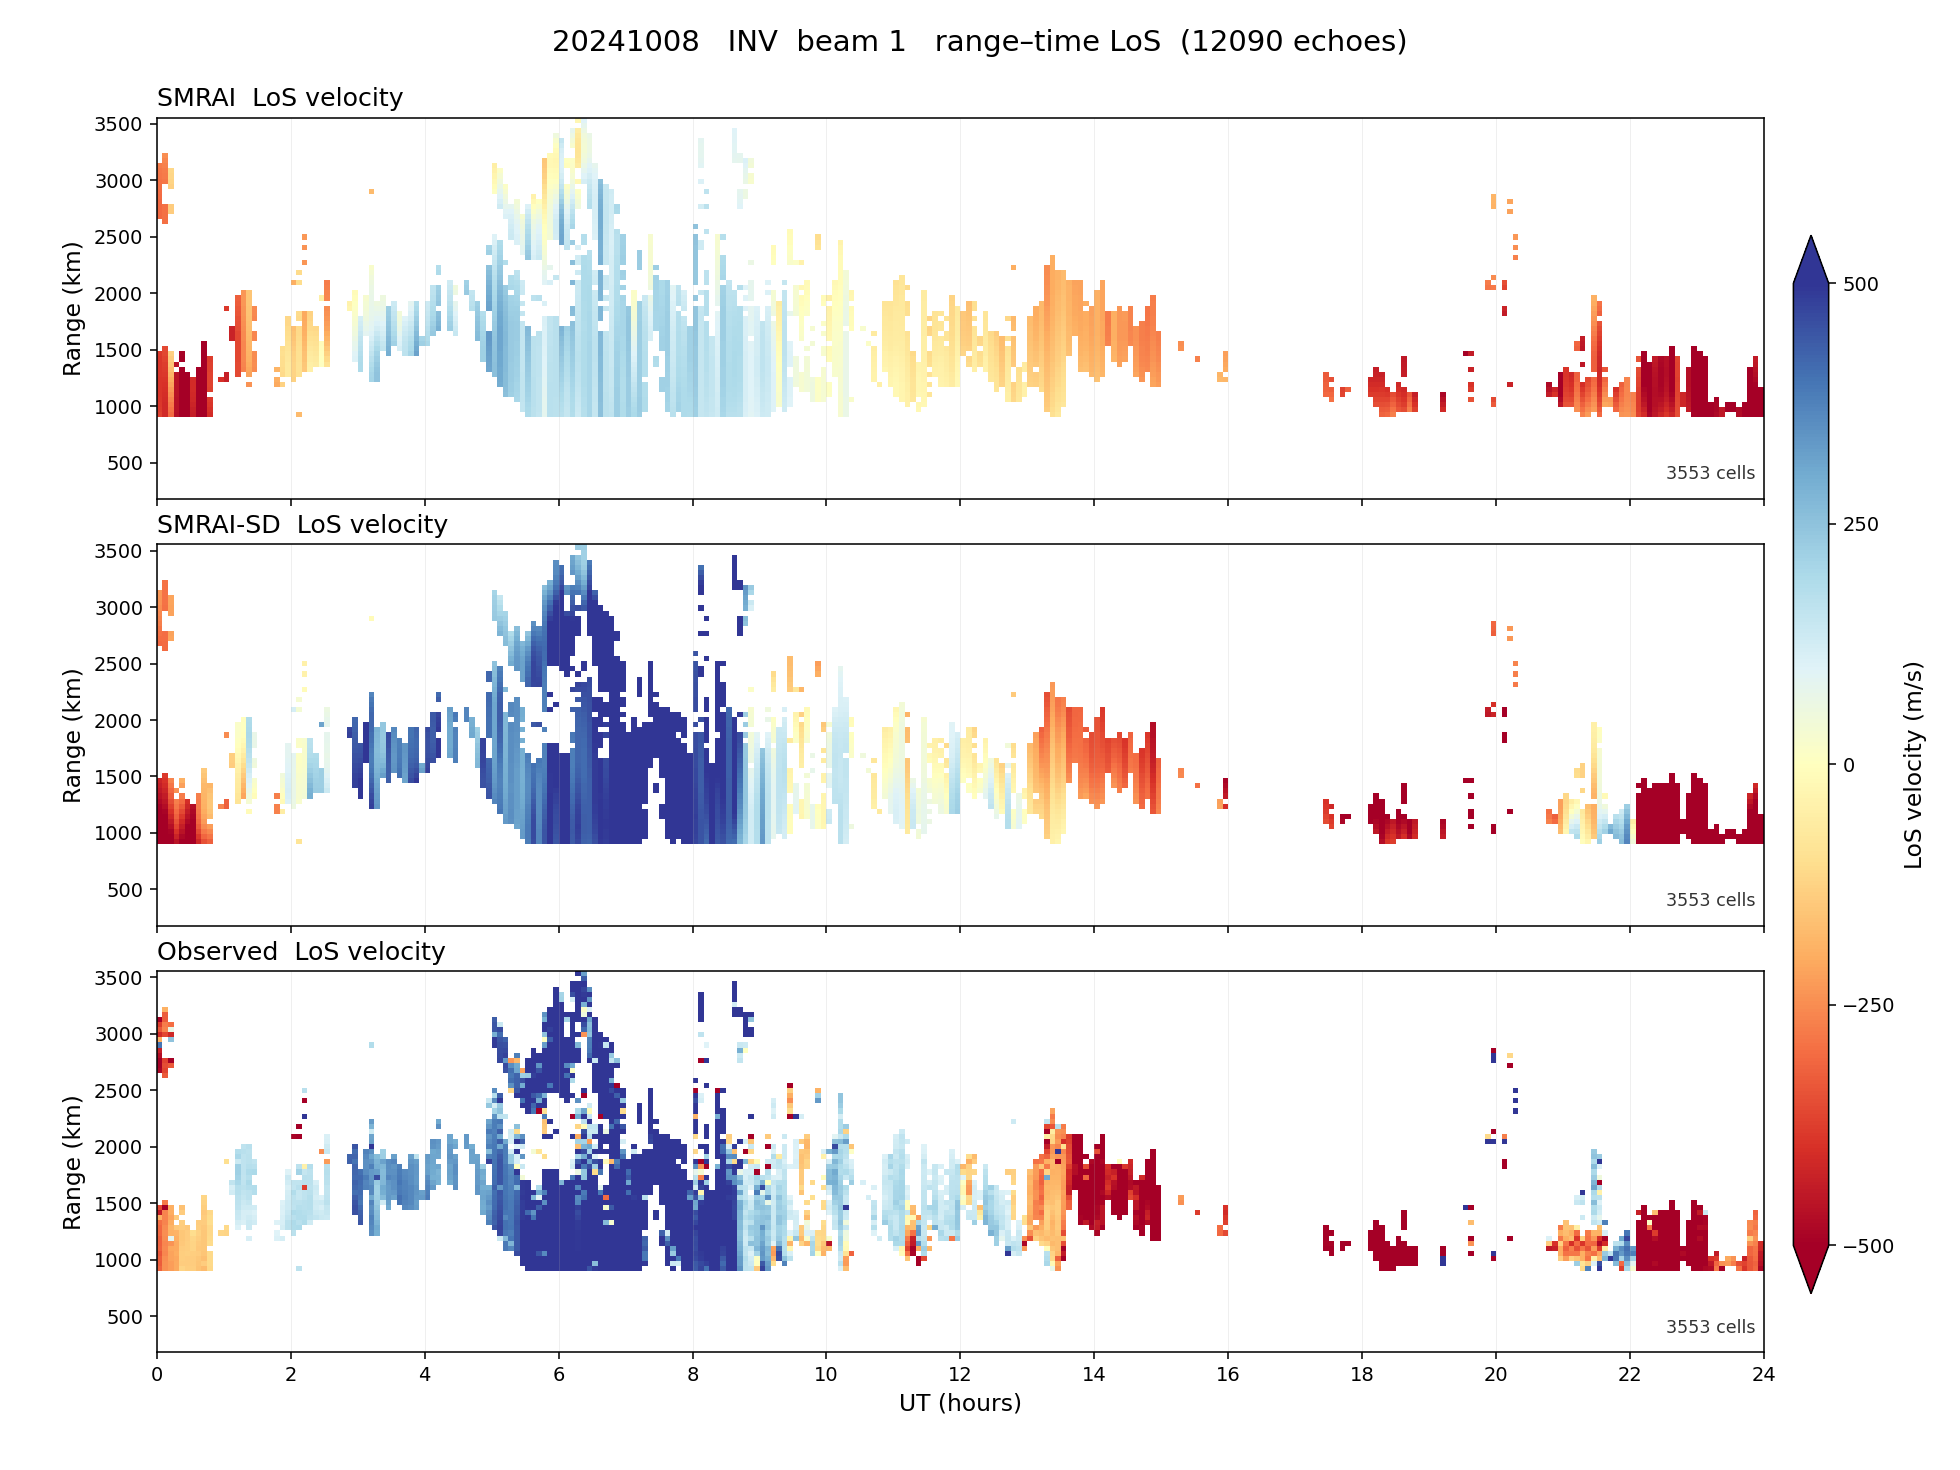 20241008   INV  beam 1   range–time LoS  (12090 echoes)
SMRAI  LoS velocity
3500
3000
2500
2000
1500
1000
500
Range (km)
3553 cells
SMRAI-SD  LoS velocity
3500
3000
2500
2000
1500
1000
500
Range (km)
3553 cells
Observed  LoS velocity
3500
3000
2500
2000
1500
1000
500
Range (km)
3553 cells
0 2 4 6 8 10 12 14 16 18 20 22 24
UT (hours)
500
250
0
−250
−500
LoS velocity (m/s)